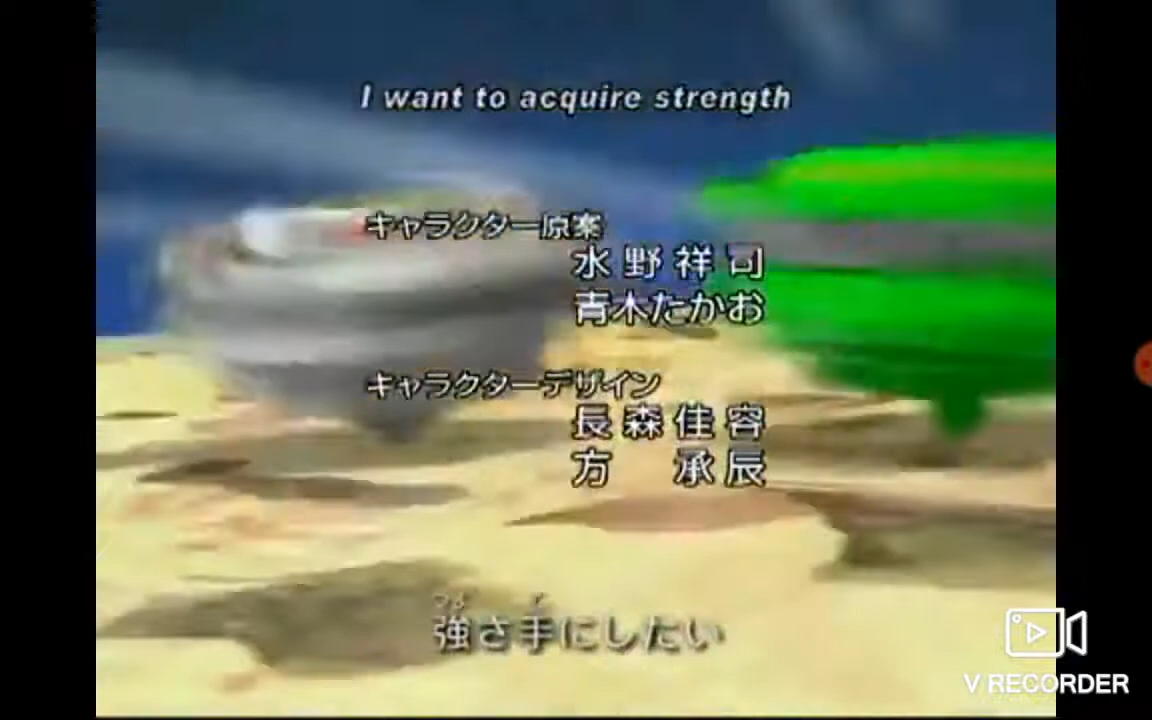 I want to acquire strength
キャラクター原案
水野祥司
青木たかお
キャラクターデザイン
長森佳容
方 承辰
つよ て
強さ手にしたい
V RECORDER